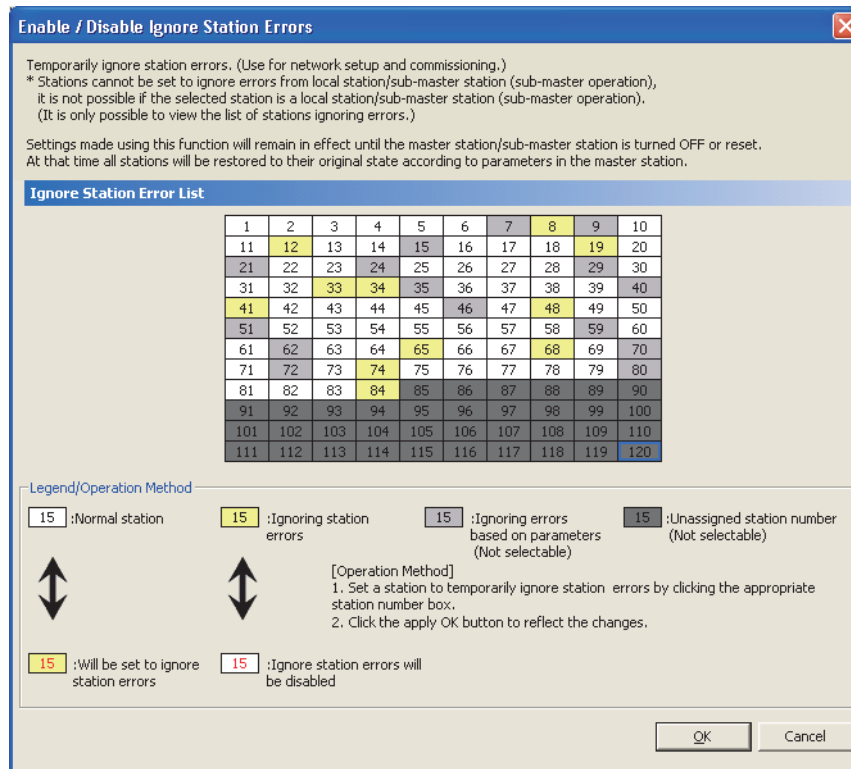 Enable / Disable Ignore Station Errors
Temporarily ignore station errors. (Use for network setup and commissioning.)
* Stations cannot be set to ignore errors from local station/sub-master station (sub-master operation),
it is not possible if the selected station is a local station/sub-master station (sub-master operation).
(It is only possible to view the list of stations ignoring errors.)
Settings made using this function will remain in effect until the master station/sub-master station is turned OFF or reset.
At that time all stations will be restored to their original state according to parameters in the master station.
Ignore Station Error List
1 2 3 4 5 6 7 8 9 10
11 12 13 14 15 16 17 18 19 20
21 22 23 24 25 26 27 28 29 30
31 32 33 34 35 36 37 38 39 40
41 42 43 44 45 46 47 48 49 50
51 52 53 54 55 56 57 58 59 60
61 62 63 64 65 66 67 68 69 70
71 72 73 74 75 76 77 78 79 80
81 82 83 84 85 86 87 88 89 90
91 92 93 94 95 96 97 98 99 100
101 102 103 104 105 106 107 108 109 110
111 112 113 114 115 116 117 118 119 120
Legend/Operation Method
15 :Normal station
15 :Ignoring station
errors
15 :Ignoring errors
based on parameters
(Not selectable)
15 :Unassigned station number
(Not selectable)
[Operation Method]
1. Set a station to temporarily ignore station errors by clicking the appropriate
station number box.
2. Click the apply OK button to reflect the changes.
15 :Will be set to ignore
station errors
15 :Ignore station errors will
be disabled
OK
Cancel